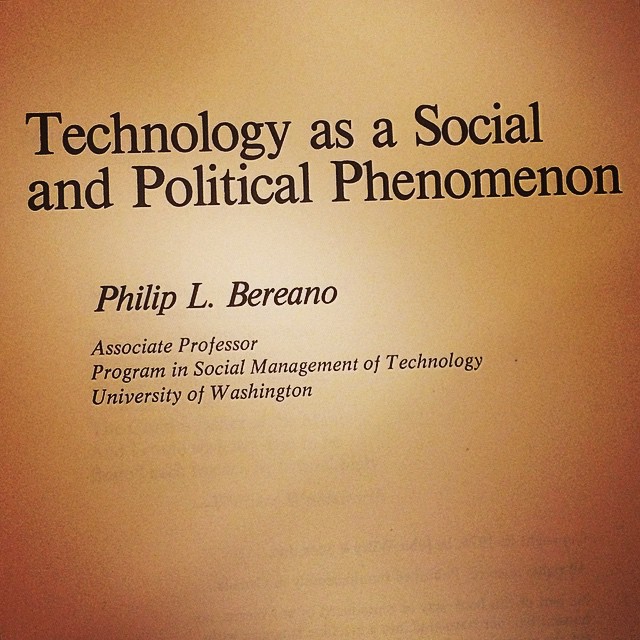 Technology as a Social
and Political Phenomenon
Philip L. Bereano
Associate Professor
Program in Social Management of Technology
University of Washington